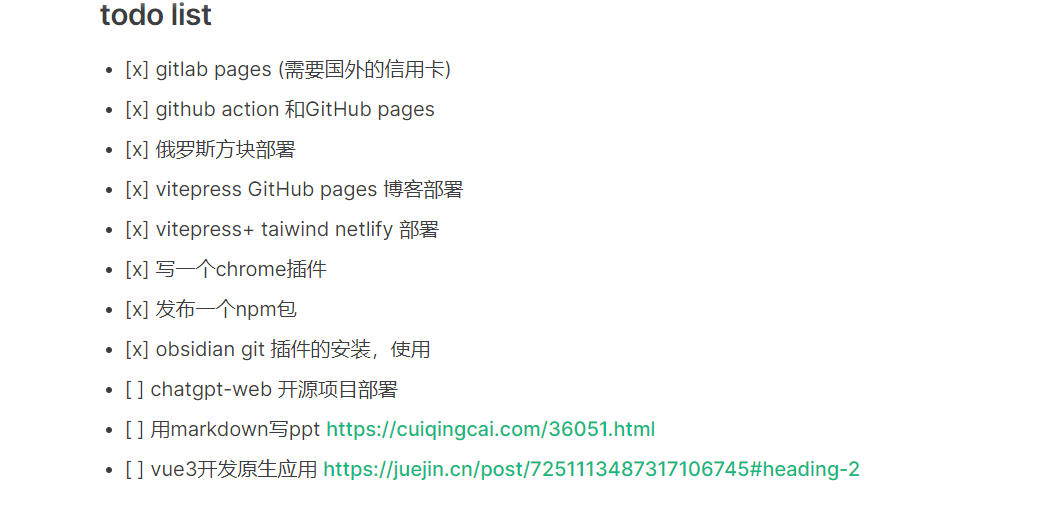 todo list
• [x] gitlab pages (需要国外的信用卡)
• [x] github action 和GitHub pages
• [x] 俄罗斯方块部署
• [x] vitepress GitHub pages 博客部署
• [x] vitepress+ taiwind netlify 部署
• [x] 写一个chrome插件
• [x] 发布一个npm包
• [x] obsidian git 插件的安装，使用
• [ ] chatgpt-web 开源项目部署
• [ ] 用markdown写ppt https://cuiqingcai.com/36051.html
• [ ] vue3开发原生应用 https://juejin.cn/post/7251113487317106745#heading-2